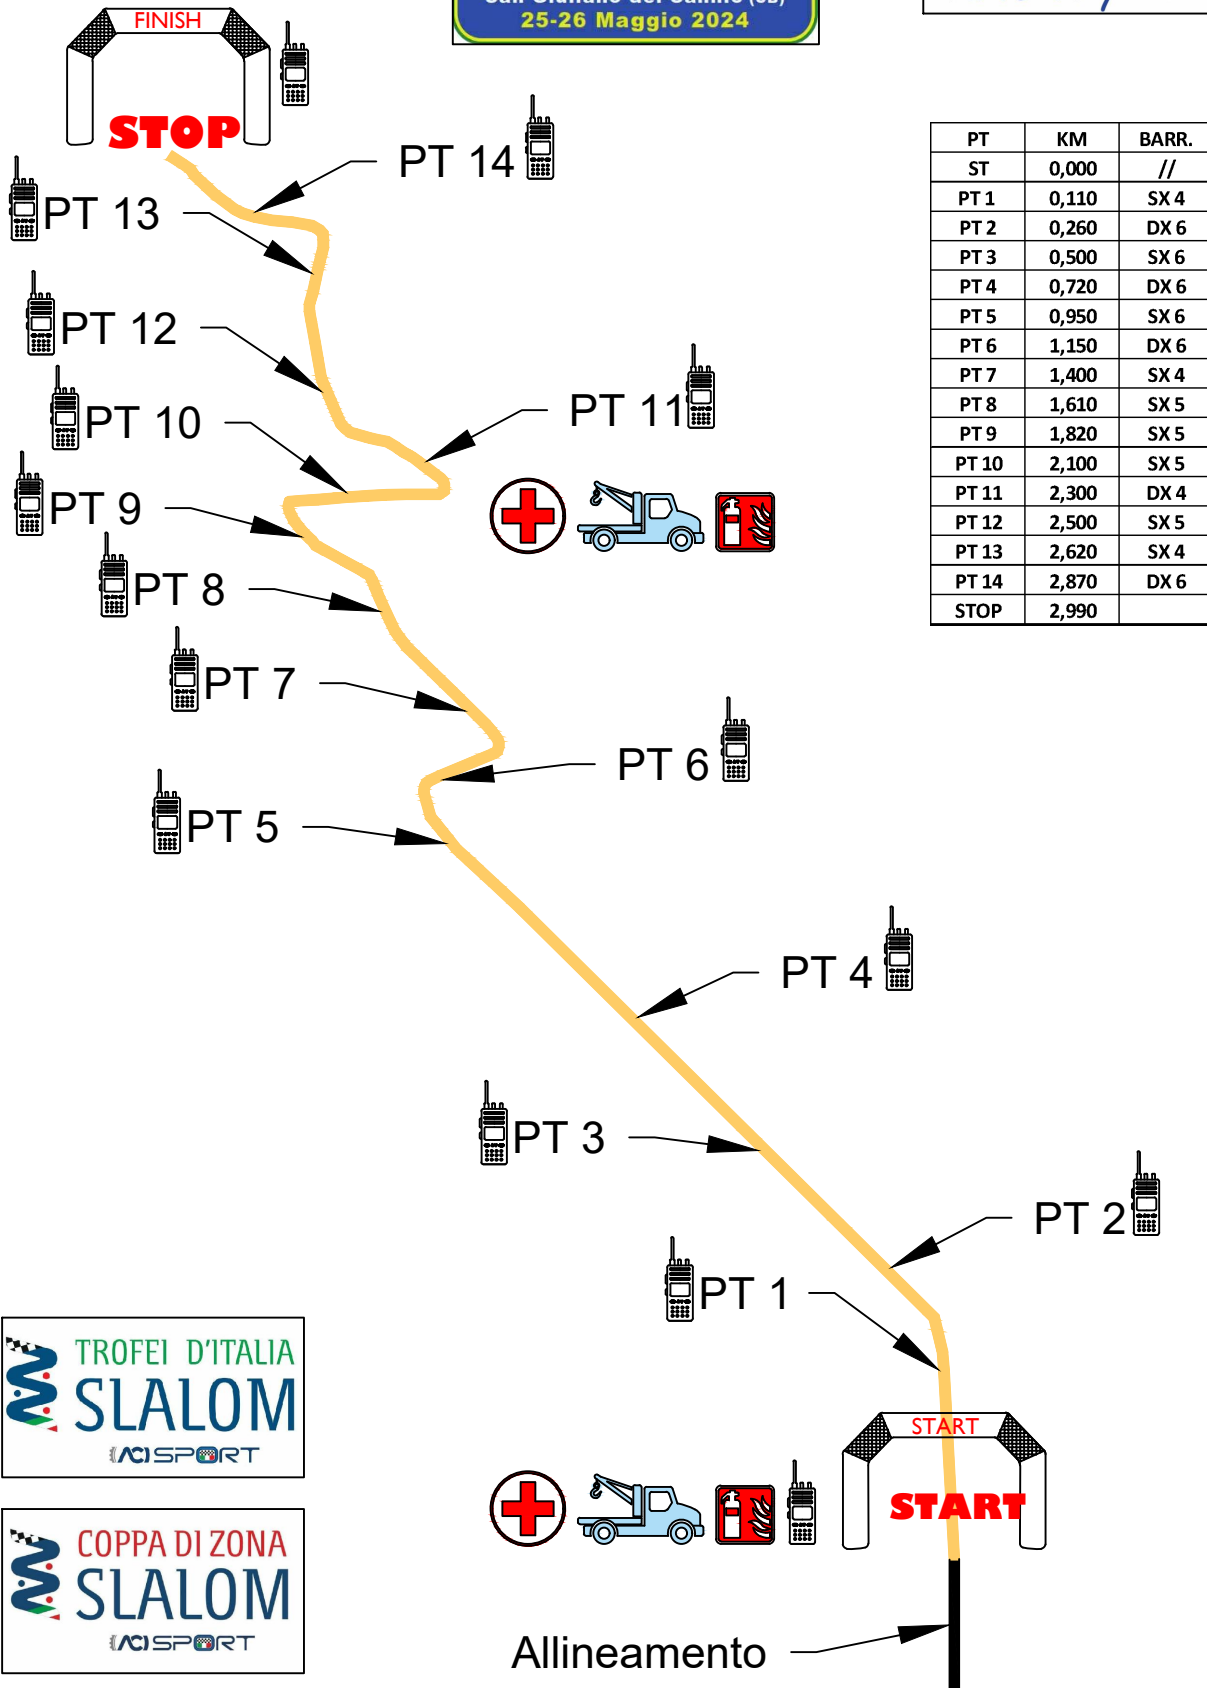 FINISH
STOP
25-26 Maggio 2024
PT 14
PT 13
PT 12
PT 11
PT 10
PT 9
PT 8
PT 7
PT 6
PT 5
PT 4
PT 3
PT 2
PT 1
START
START
Allineamento
PT KM BARR.
ST 0,000 //
PT 1 0,110 SX 4
PT 2 0,260 DX 6
PT 3 0,500 SX 6
PT 4 0,720 DX 6
PT 5 0,950 SX 6
PT 6 1,150 DX 6
PT 7 1,400 SX 4
PT 8 1,610 SX 5
PT 9 1,820 SX 5
PT 10 2,100 SX 5
PT 11 2,300 DX 4
PT 12 2,500 SX 5
PT 13 2,620 SX 4
PT 14 2,870 DX 6
STOP 2,990
TROFEI D'ITALIA
SLALOM
ACI SPORT
COPPA DI ZONA
SLALOM
ACI SPORT